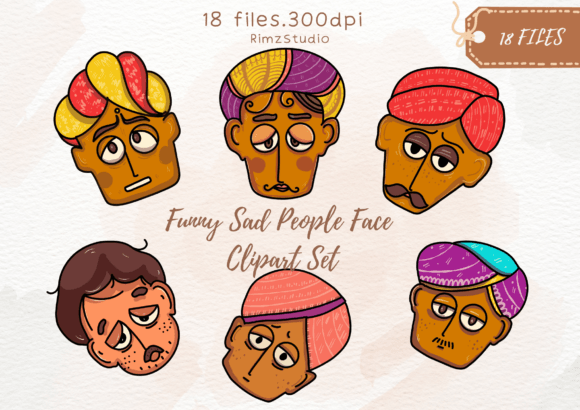 18 files.300dpi
RimzStudio
18 FILES
Funny Sad People Face
Clipart Set